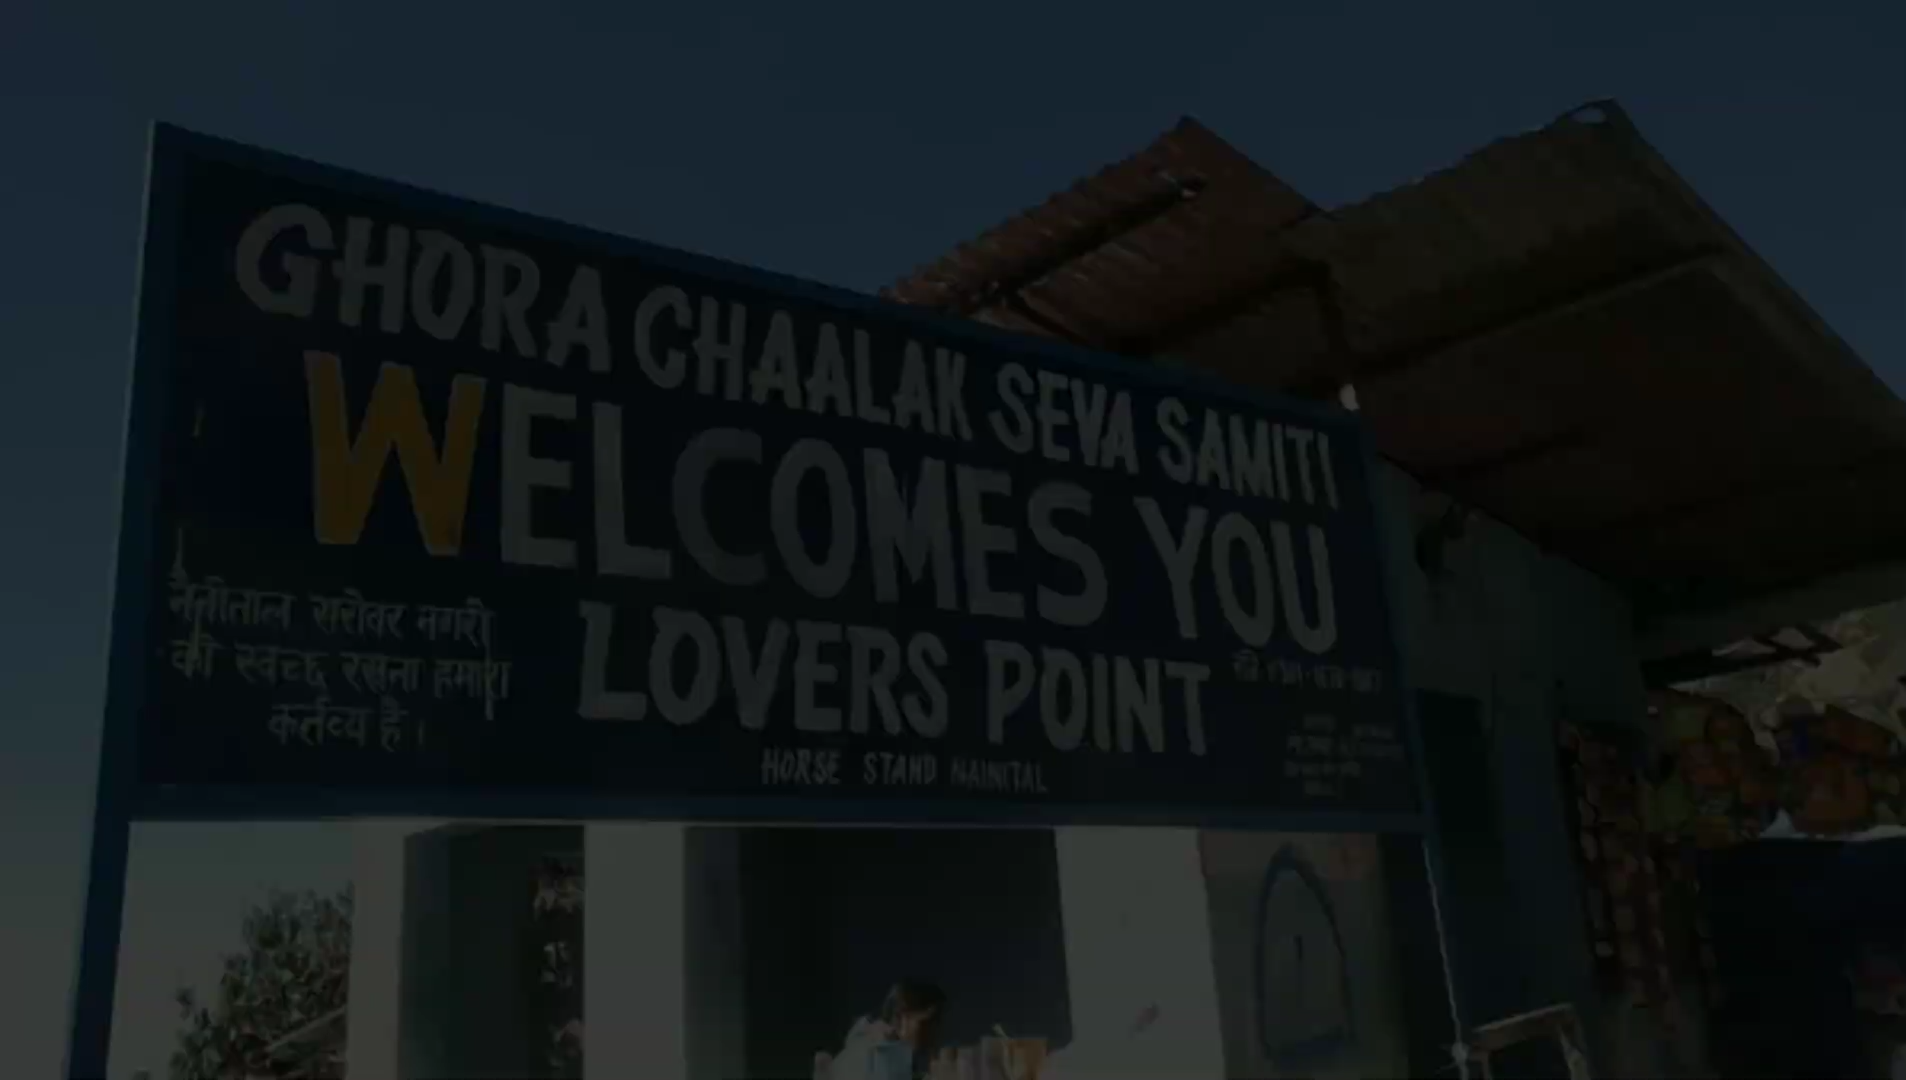 GHORA CHAALAK SEVA SAMITI
WELCOMES YOU
LOVERS POINT
HORSE STAND NAINITAL
नैनीताल सरोवर नगरी
को स्वच्छ रखना हमारा
कर्तव्य है।